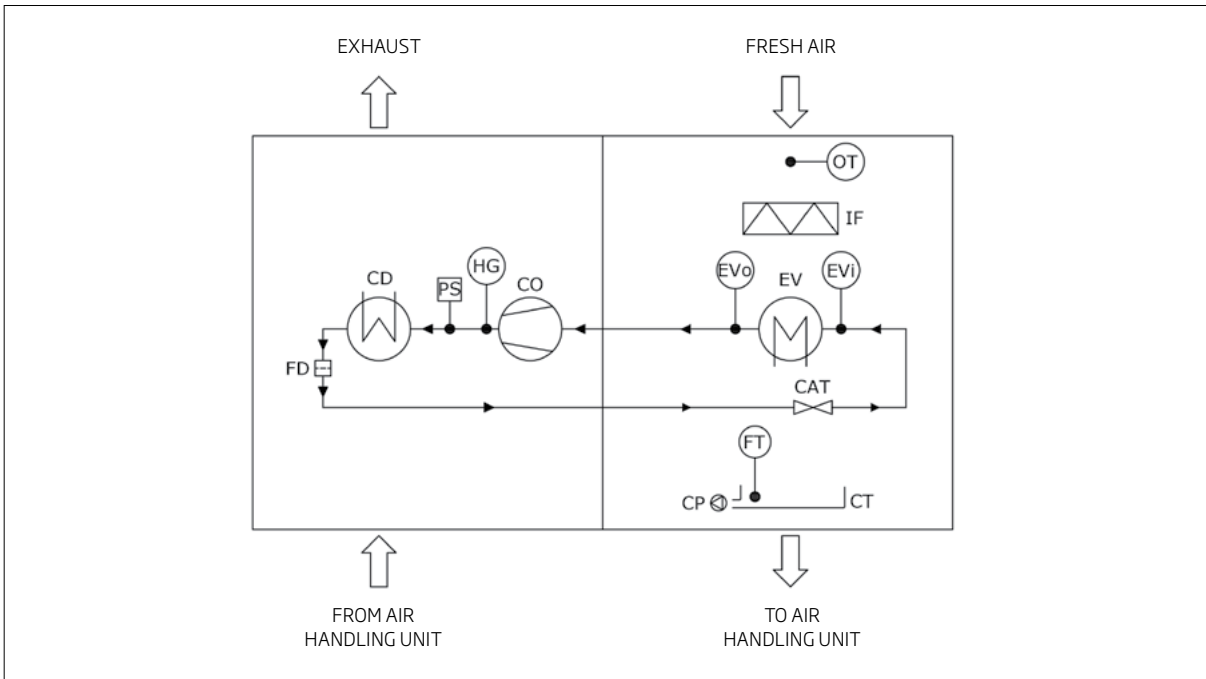 EXHAUST
FRESH AIR
OT
IF
HG
EVo
EV
EVi
CD
PS
CO
FD
CAT
FT
CP
CT
FROM AIR
HANDLING UNIT
TO AIR
HANDLING UNIT